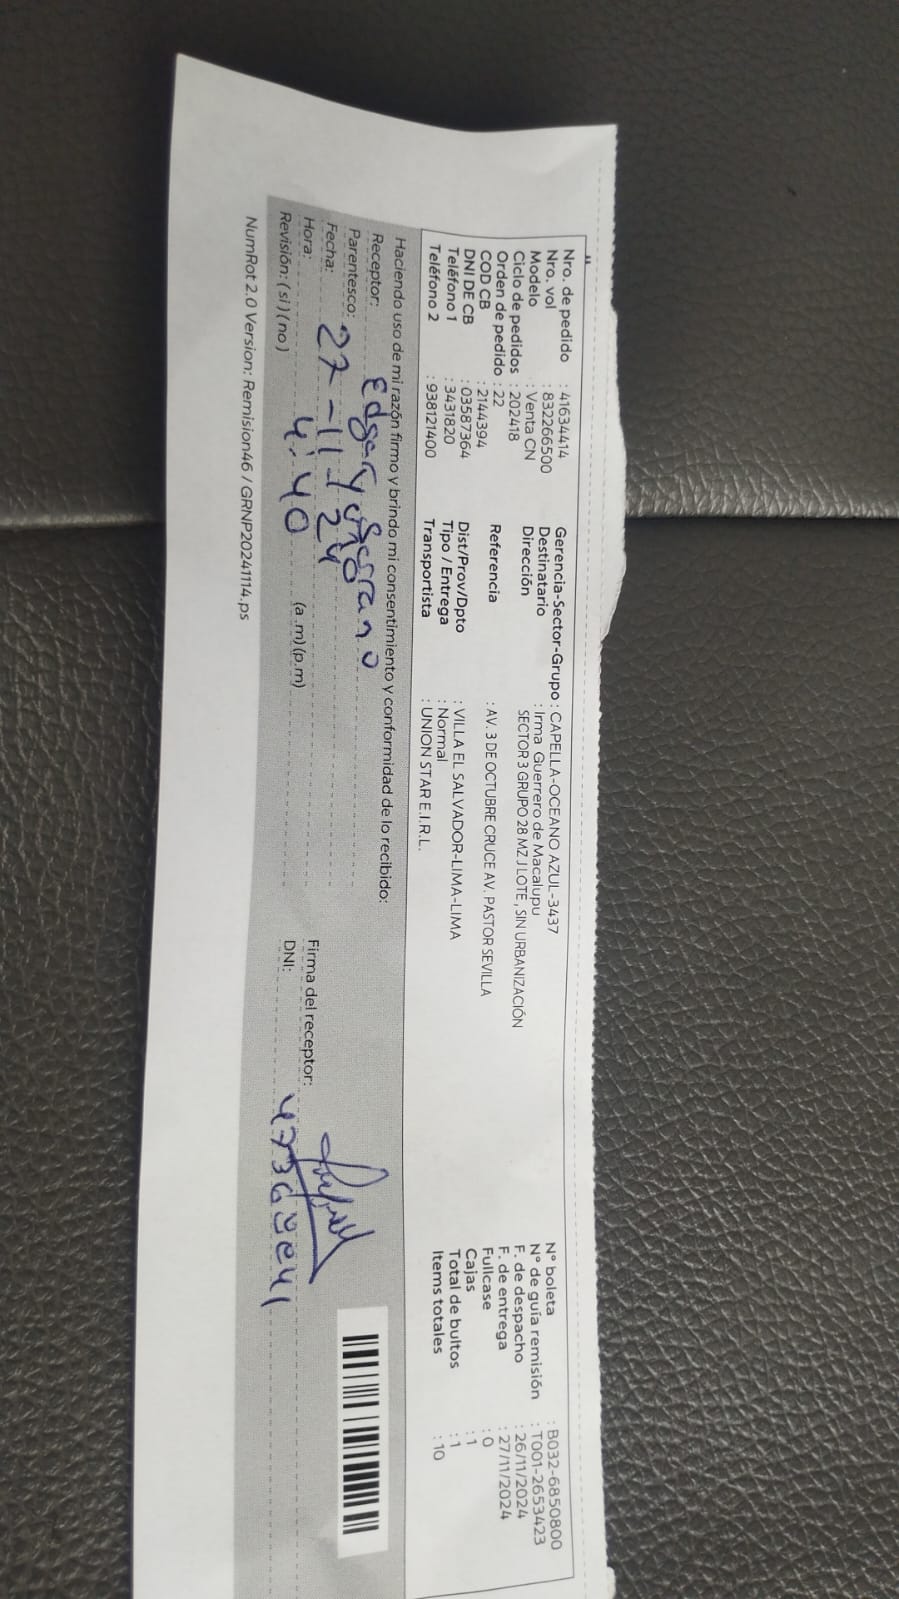 Nro. de pedido : 41634414
Nro. vol : 832266500
Modelo : Venta CN
Ciclo de pedidos : 202418
Orden de pedido : 22
COD CB : 2144394
DNI DE CB : 03587364
Teléfono 1 : 3431820
Teléfono 2 : 938121400
Gerencia-Sector-Grupo : CAPELLA-OCEANO AZUL-3437
Destinatario : Irma Guerrero de Macalupu
Dirección SECTOR 3 GRUPO 28 MZ J LOTE , SIN URBANIZACIÓN
Referencia : AV. 3 DE OCTUBRE CRUCE AV. PASTOR SEVILLA
Dist/Prov/Dpto : VILLA EL SALVADOR-LIMA-LIMA
Tipo / Entrega : Normal
Transportista : UNION STAR E.I.R.L.
N° boleta : B032-6850800
N° de guía remisión : T001-2653423
F. de despacho : 26/11/2024
F. de entrega : 27/11/2024
Fullcase : 0
Cajas : 1
Total de bultos : 1
Items totales : 10
Haciendo uso de mi razón firmo y brindo mi consentimiento y conformidad de lo recibido:
Receptor: Edgar Serrano
Parentesco:
Fecha: 27-11-24
Hora: 4:40 (a.m)(p.m)
Revisión: ( si ) ( no )
Firma del receptor:
DNI:
NumRot 2.0 Version: Remision46 / GRNP20241114.ps